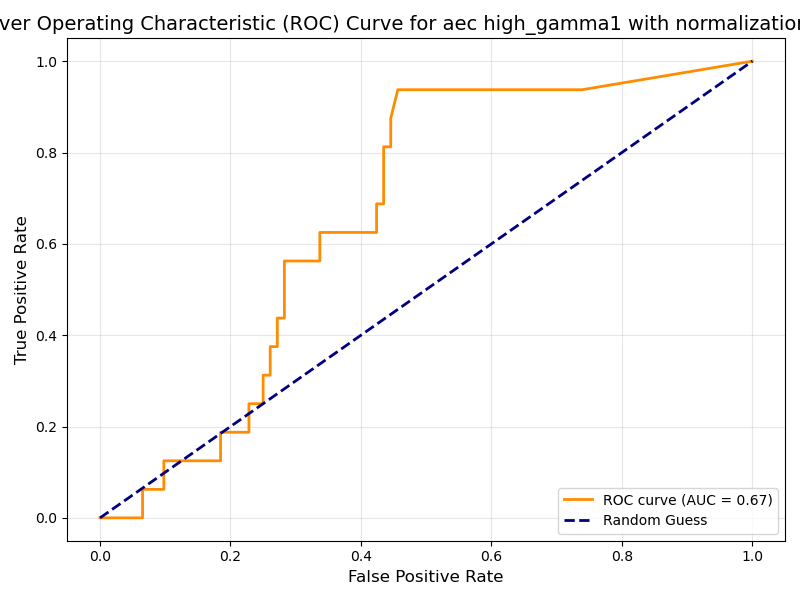 ver Operating Characteristic (ROC) Curve for aec high_gamma1 with normalization
1.0
0.8
0.6
0.4
0.2
0.0
True Positive Rate
0.0 0.2 0.4 0.6 0.8 1.0
False Positive Rate
ROC curve (AUC = 0.67)
Random Guess